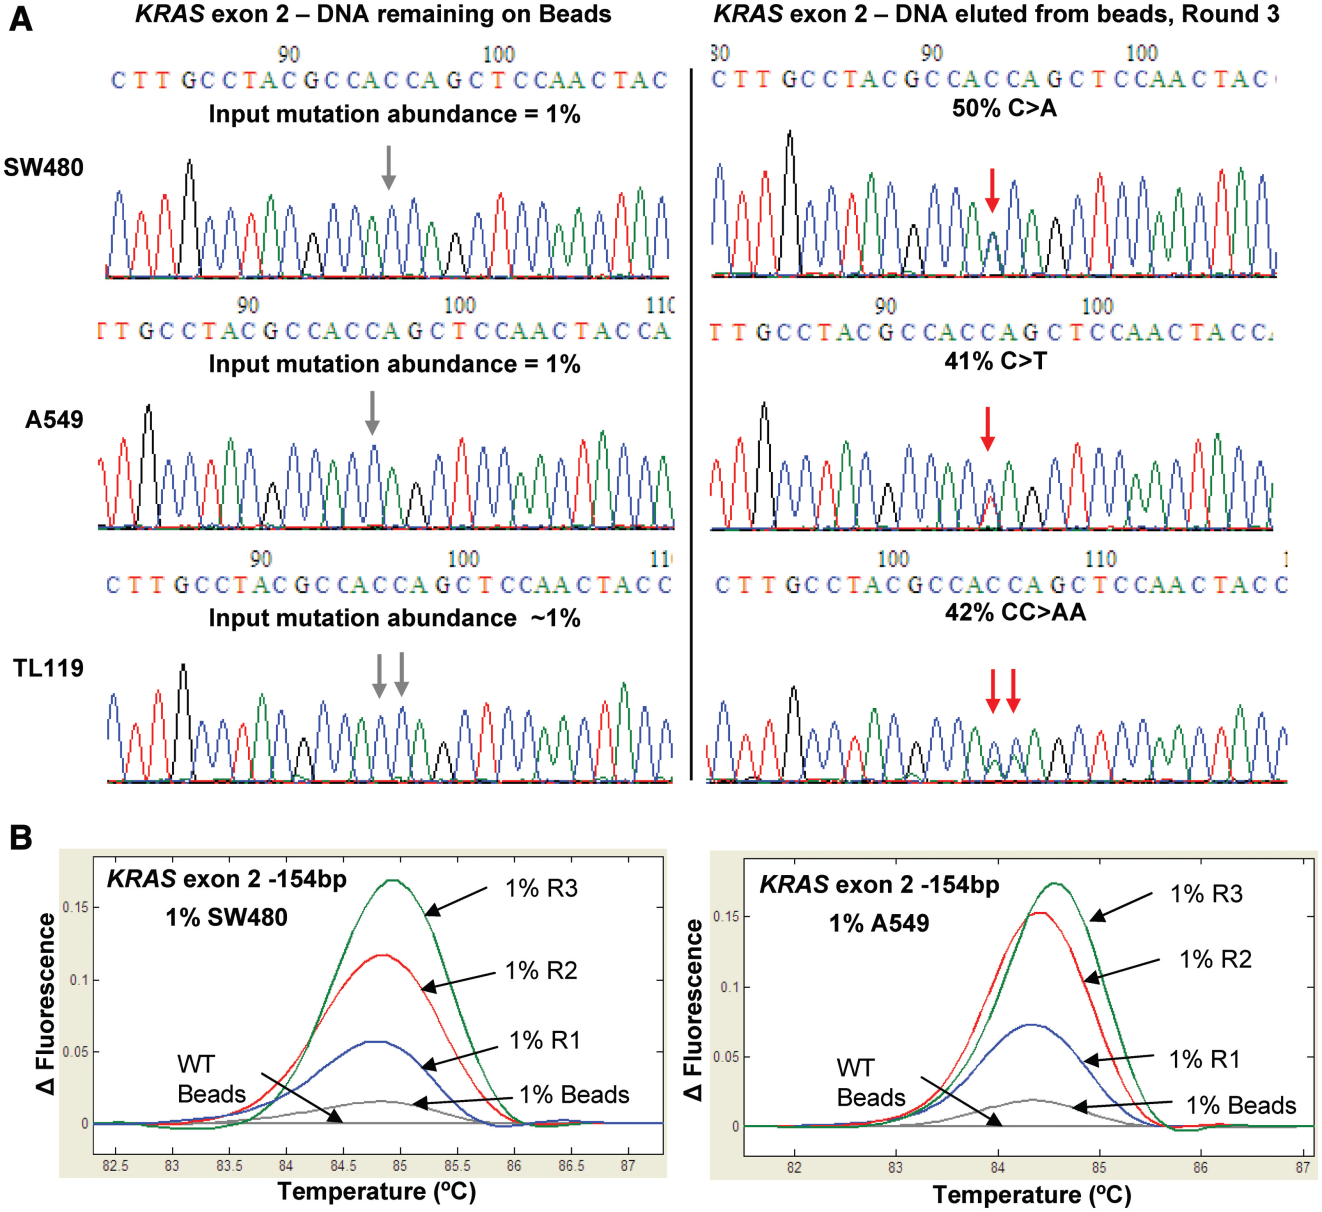 A
KRAS exon 2 – DNA remaining on Beads
KRAS exon 2 – DNA eluted from beads, Round 3
90 100
CTTGCCTACGCCACCAGCTCCAACTAC
Input mutation abundance = 1%
80 90 100
CTTGCCTACGCCACCAGCTCCAACTAC
50% C>A
SW480
90 100 110
TTGCCTACGCCACCAGCTCCAACTACCA
Input mutation abundance = 1%
90 100
TTGCCTACGCCACCAGCTCCAACTACC
41% C>T
A549
90 100 110
CTTGCCTACGCCACCAGCTCCAACTACC
Input mutation abundance ~1%
100 110
CTTGCCTACGCCACCAGCTCCAACTACC
42% CC>AA
TL119
B
KRAS exon 2 -154bp
1% SW480
1% R3
1% R2
1% R1
WT
Beads
1% Beads
Δ Fluorescence
0.15
0.1
0.05
0
82.5 83 83.5 84 84.5 85 85.5 86 86.5 87
Temperature (ºC)
KRAS exon 2 -154bp
1% A549
1% R3
1% R2
1% R1
WT
Beads
1% Beads
Δ Fluorescence
0.15
0.1
0.05
0
82 83 84 85 86 87
Temperature (ºC)